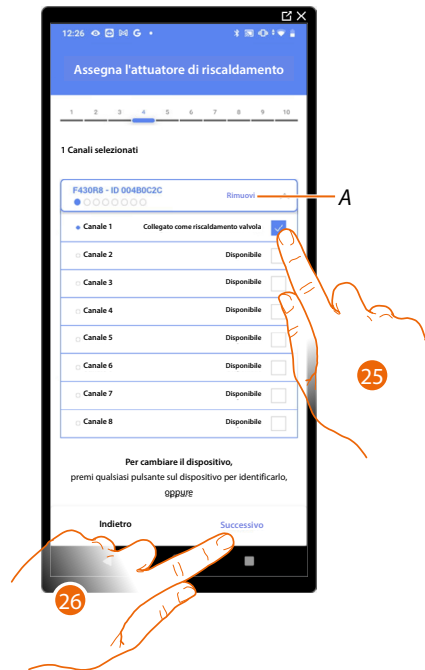 12:26 G
Assegna l'attuatore di riscaldamento
1 2 3 4 5 6 7 8 9 10
1 Canali selezionati
F430R8 - ID 004B0C2C
Rimuovi
A
Canale 1 Collegato come riscaldamento valvola
Canale 2 Disponibile
Canale 3 Disponibile
Canale 4 Disponibile
Canale 5 Disponibile
Canale 6 Disponibile
Canale 7 Disponibile
Canale 8 Disponibile
25
Per cambiare il dispositivo,
premi qualsiasi pulsante sul dispositivo per identificarlo,
oppure
Indietro Successivo
26